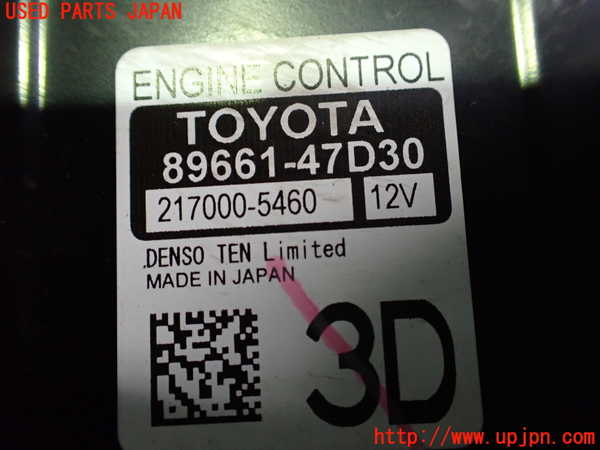 USED PARTS JAPAN
ENGINE CONTROL
TOYOTA
89661-47D30
217000-5460 12V
DENSO TEN Limited
MADE IN JAPAN
3D
http://www.upjpn.com/